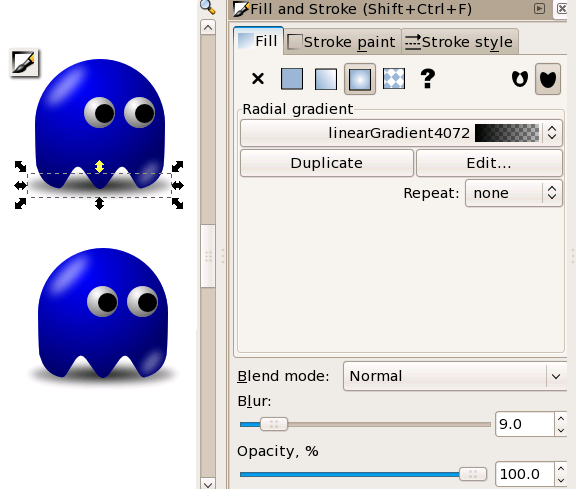 Fill and Stroke (Shift+Ctrl+F)
Fill Stroke paint Stroke style
?
Radial gradient
linearGradient4072
Duplicate Edit...
Repeat: none
Blend mode: Normal
Blur:
9.0
Opacity, %
100.0